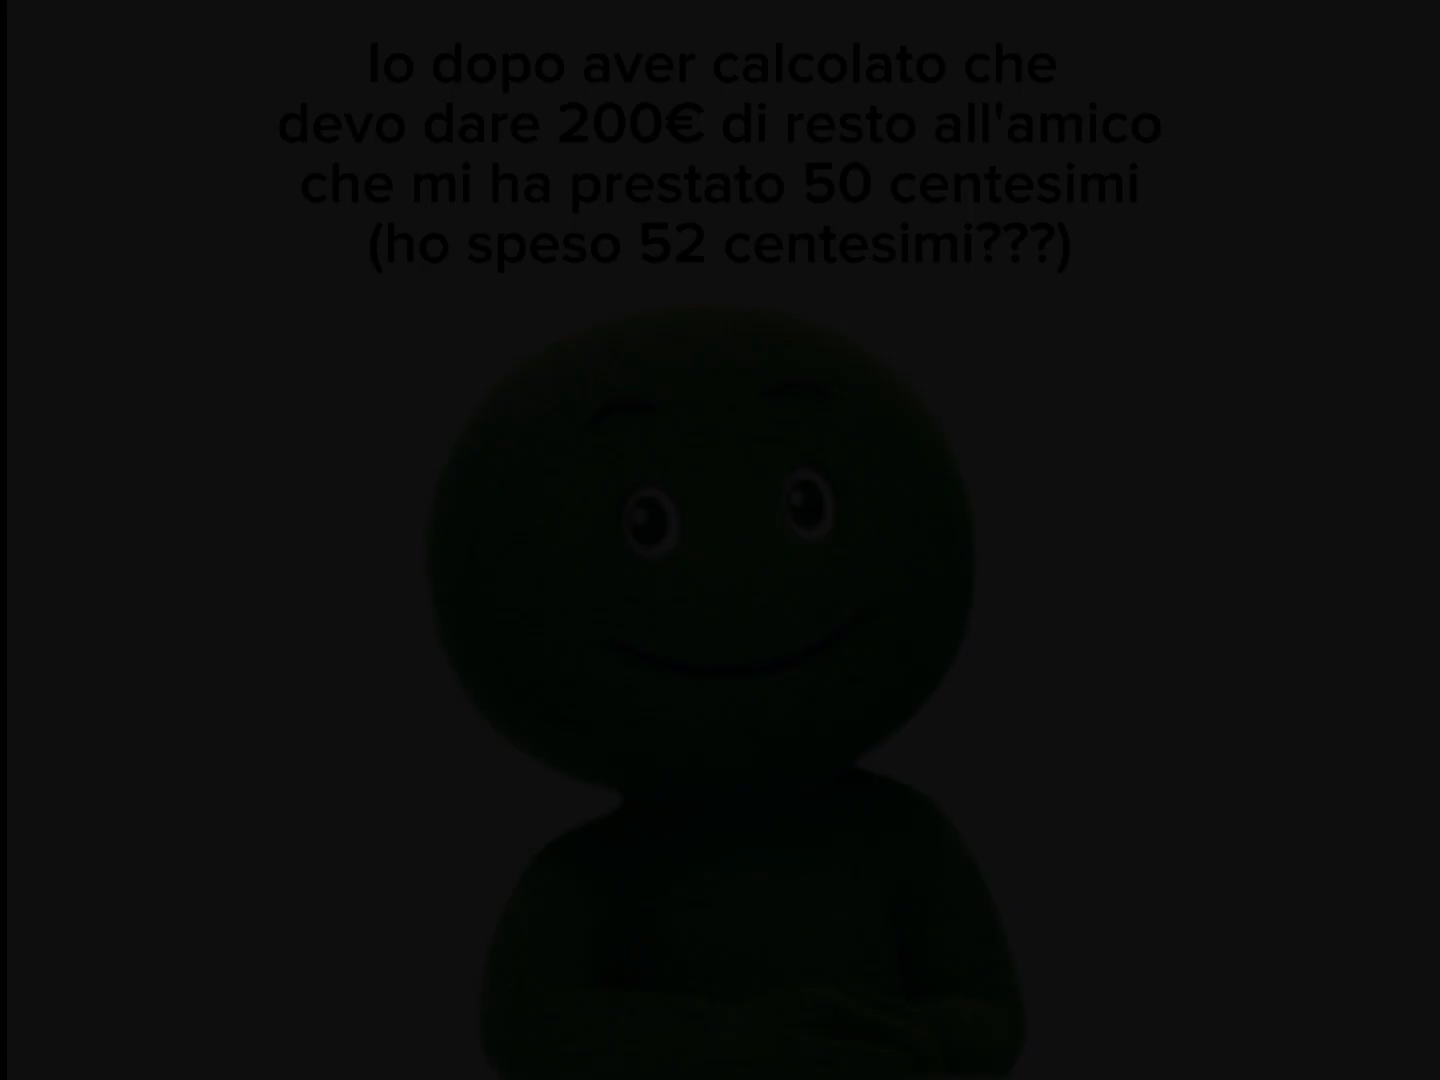 Io dopo aver calcolato che
devo dare 200€ di resto all'amico
che mi ha prestato 50 centesimi
(ho speso 52 centesimi???)